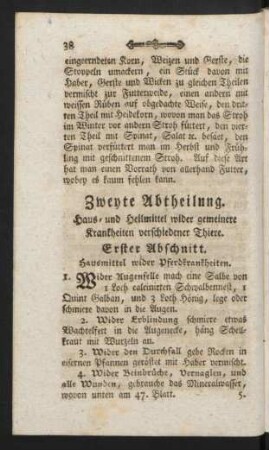 38
eingeerndeten Korn, Weizen und Gerste, die
Stoppeln umackern, ein Stück davon mit
Haber, Gerste und Wicken zu gleichen Theilen
vermischt zur Futterweide, einen andern mit
weissen Rüben auf obgedachte Weise, den drit-
ten Theil mit Heidekorn, wovon man das Stroh
im Winter vor andern Stroh füttert, den vier-
ten Theil mit Spinat, Salat ꝛc. besäet, den
Spinat verfüttert man im Herbst und Früh-
ling mit geschnittenem Stroh. Auf diese Art
hat man einen Vorrath von allerhand Futter,
wobey es kaum fehlen kann.
Zweyte Abtheilung.
Haus- und Heilmittel wider gemeinere
Krankheiten verschiedener Thiere.
Erster Abschnitt.
Hausmittel wider Pferdkrankheiten.
1. Wider Augenfelle mach eine Salbe von
1 Loth calcinirten Schwalbennest, 1
Quint Galban, und 3 Loth Hönig, lege oder
schmiere davon in die Augen.
2. Wider Erblindung schmiere etwas
Wachtelfett in die Augenecke, häng Schell-
kraut mit Wurzeln an.
3. Wider den Durchfall gebe Rocken in
eisernen Pfannen geröstet mit Haber vermischt.
4. Wider Beinbrüche, Vernaglen, und
alle Wunden, gebrauche das Mineralwasser,
wovon unten am 47. Blatt.
5.